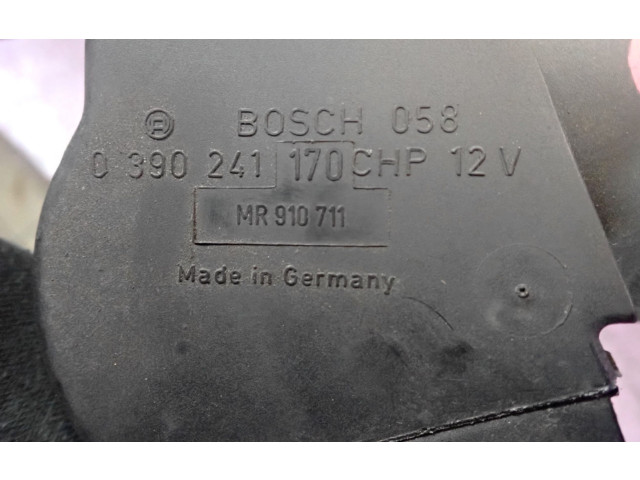 BOSCH 058
0 390 241 170 CHP 12 V
MR 910 711
Made in Germany